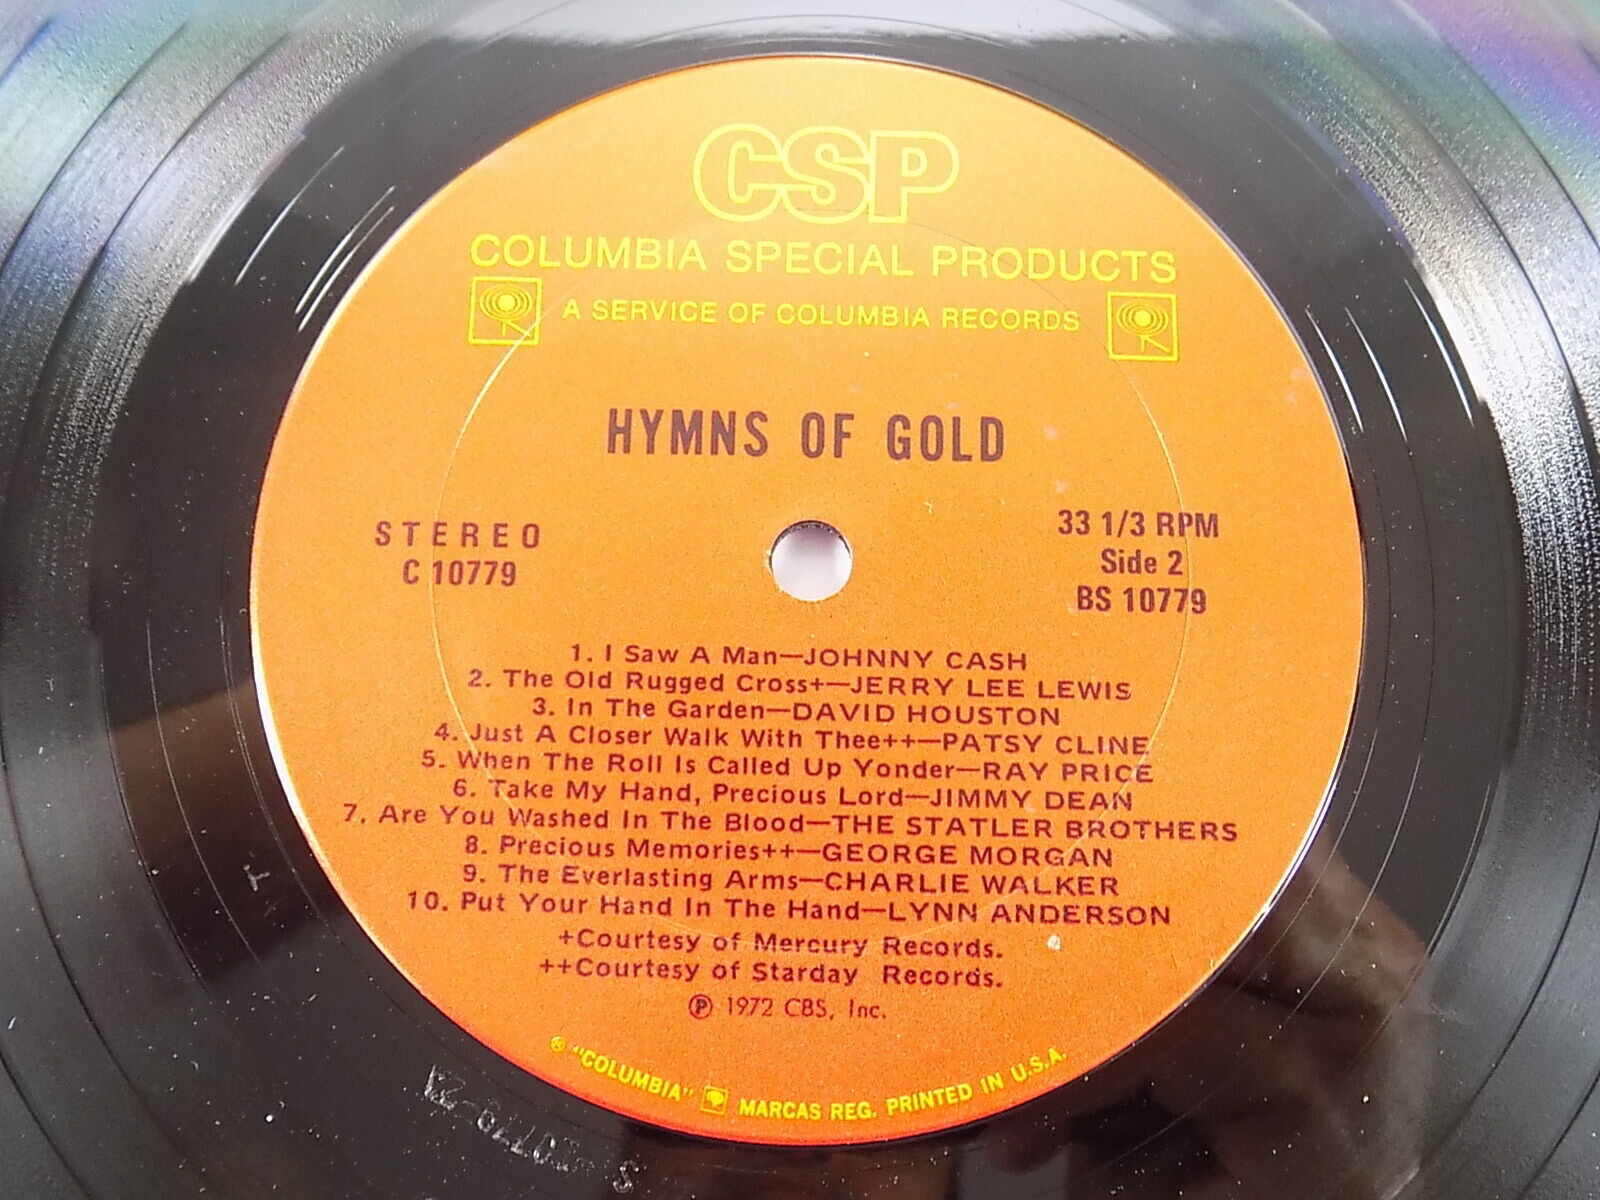 CSP
COLUMBIA SPECIAL PRODUCTS
A SERVICE OF COLUMBIA RECORDS
HYMNS OF GOLD
STEREO
C 10779
33 1/3 RPM
Side 2
BS 10779
1. I Saw A Man—JOHNNY CASH
2. The Old Rugged Cross+—JERRY LEE LEWIS
3. In The Garden—DAVID HOUSTON
4. Just A Closer Walk With Thee++—PATSY CLINE
5. When The Roll Is Called Up Yonder—RAY PRICE
6. Take My Hand, Precious Lord—JIMMY DEAN
7. Are You Washed In The Blood—THE STATLER BROTHERS
8. Precious Memories++—GEORGE MORGAN
9. The Everlasting Arms—CHARLIE WALKER
10. Put Your Hand In The Hand—LYNN ANDERSON
+Courtesy of Mercury Records.
++Courtesy of Starday Records.
℗ 1972 CBS, Inc.
® "COLUMBIA" MARCAS REG. PRINTED IN U.S.A.
T